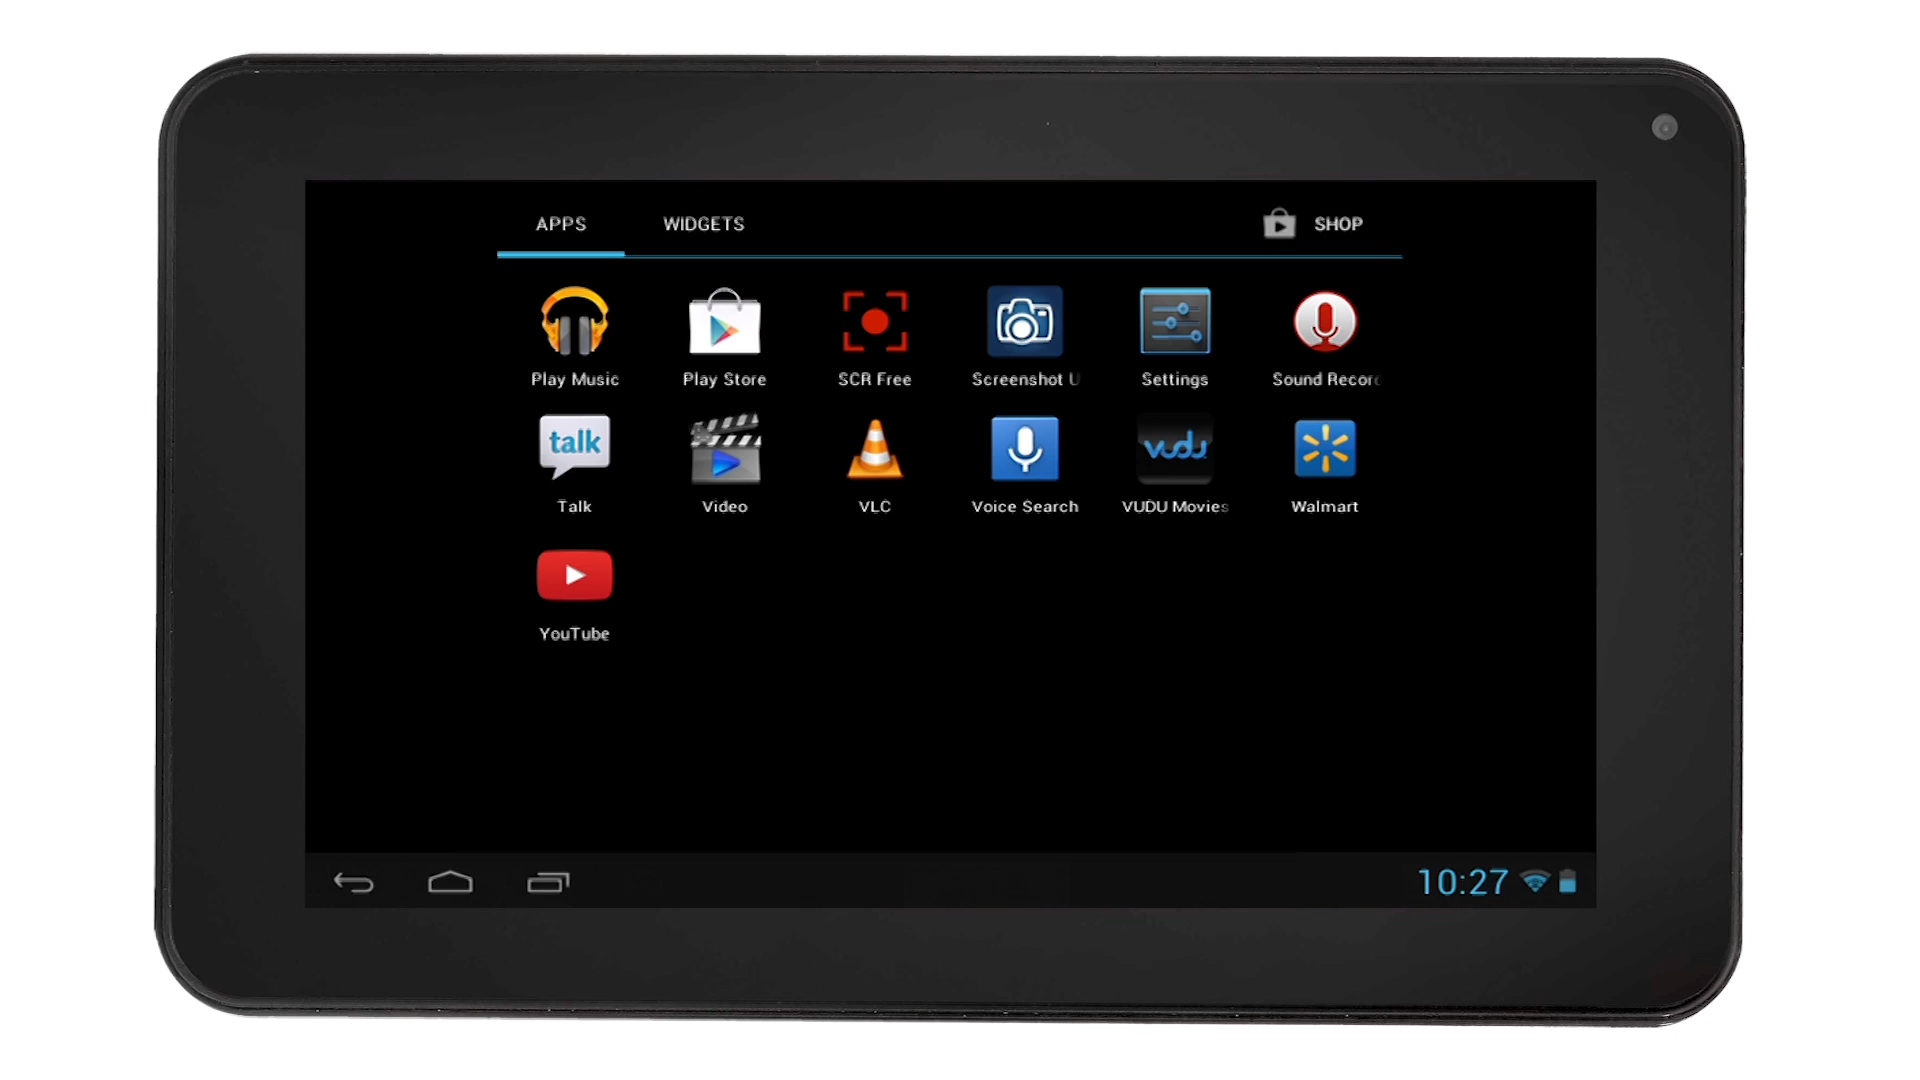 APPS WIDGETS SHOP
Play Music Play Store SCR Free Screenshot U Settings Sound Recor
talk vudu
Talk Video VLC Voice Search VUDU Movies Walmart
YouTube
10:27